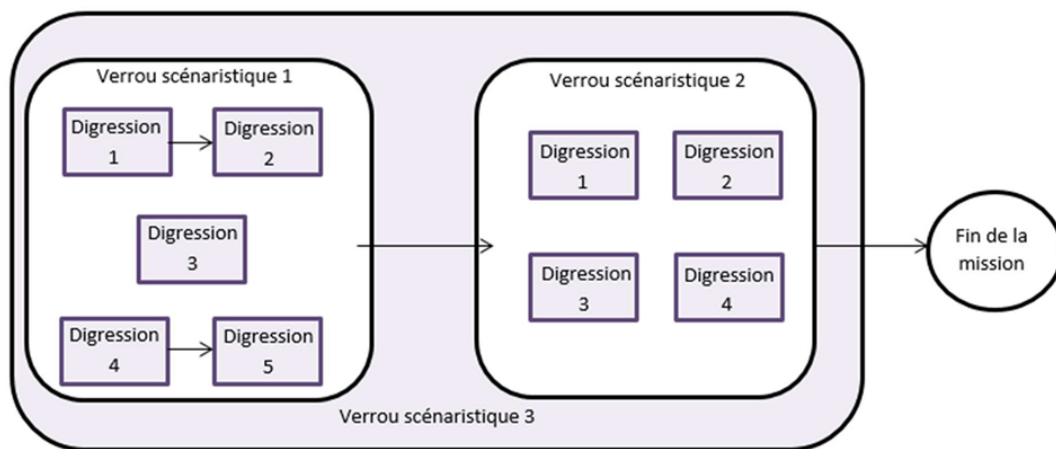 Verrou scénaristique 1
Digression
1
Digression
2
Digression
3
Digression
4
Digression
5
Verrou scénaristique 2
Digression
1
Digression
2
Digression
3
Digression
4
Verrou scénaristique 3
Fin de la
mission